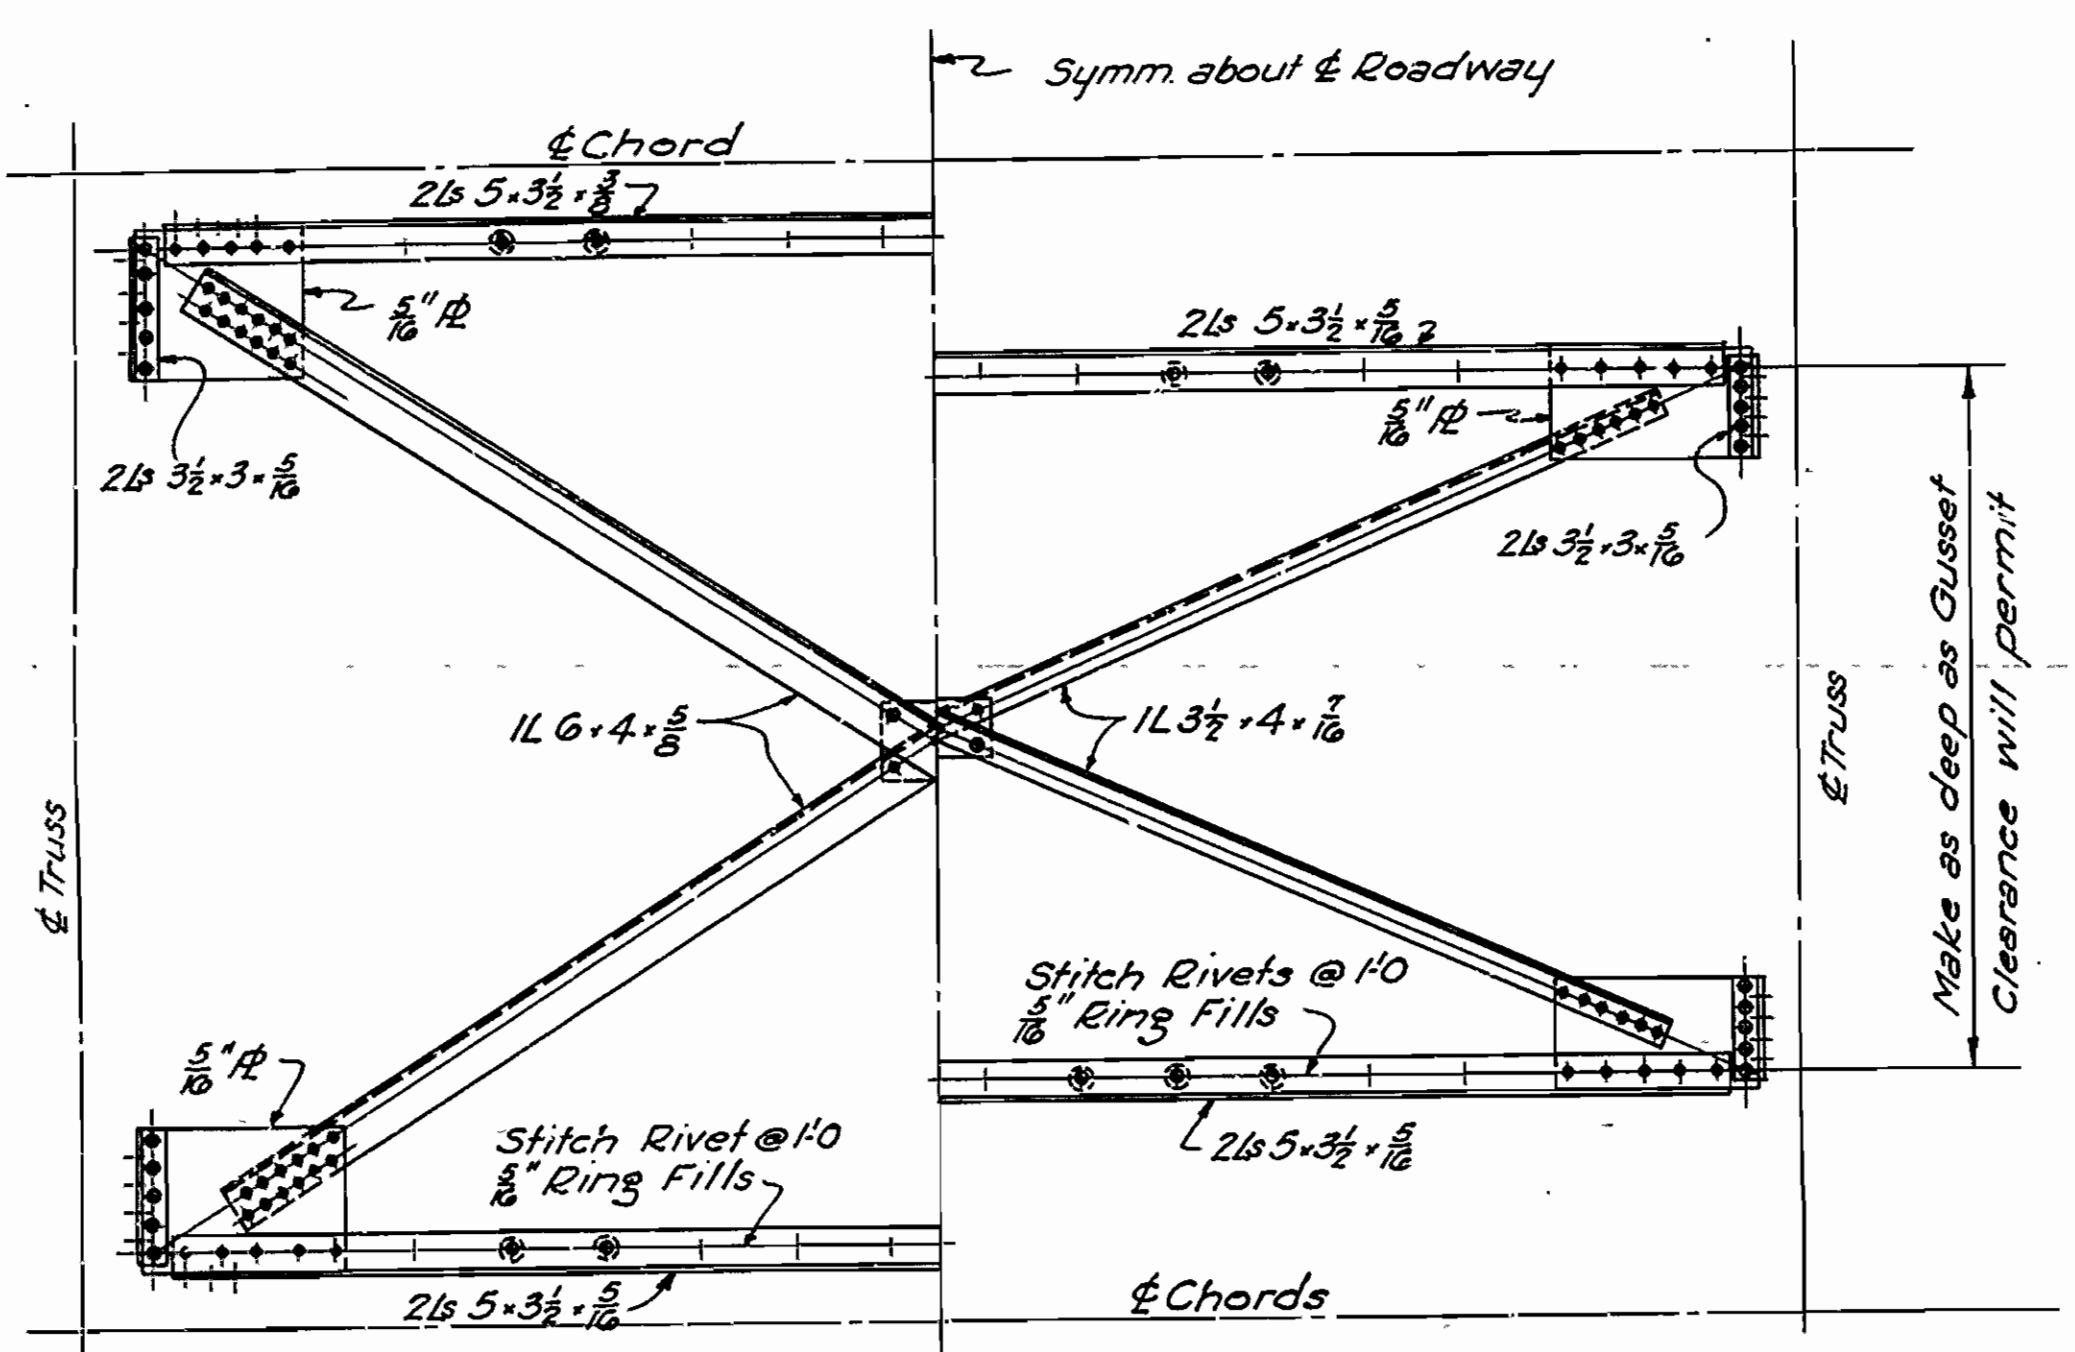 Symm. about ℄ Roadway
℄ Chord
2Ls 5×3½×3/8
5/16" PL
2Ls 3½×3×5/16
2Ls 5×3½×5/16
5/16" PL
2Ls 3½×3×5/16
1L 6×4×5/8
1L 3½×4×7/16
℄ Truss
℄ Truss
Make as deep as Gusset
Clearance will permit
Stitch Rivets @ 1'-0
5/16" Ring Fills
5/16" PL
Stitch Rivet @ 1'-0
5/16" Ring Fills
2Ls 5×3½×5/16
2Ls 5×3½×5/16
℄ Chords